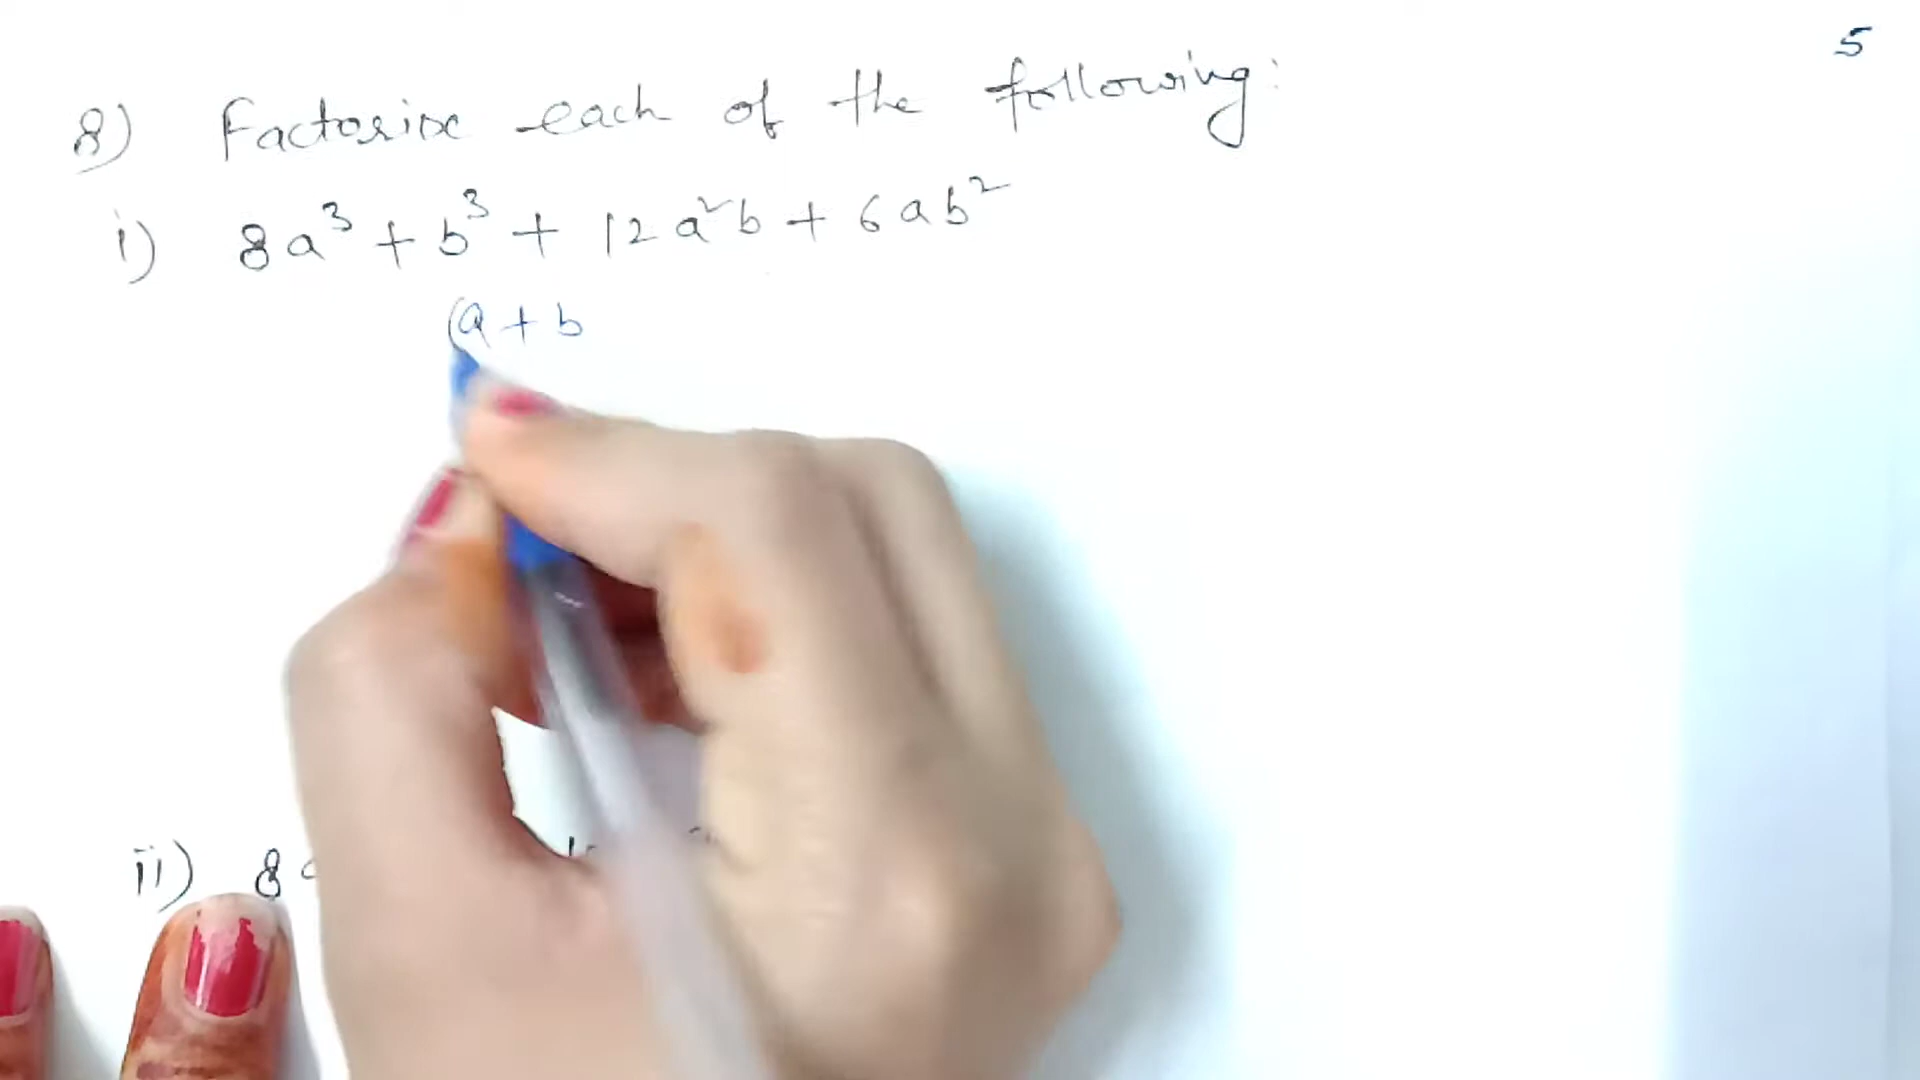 5
8) Factorise each of the following:
i) 8a³ + b³ + 12a²b + 6ab²
(a + b
ii) 8